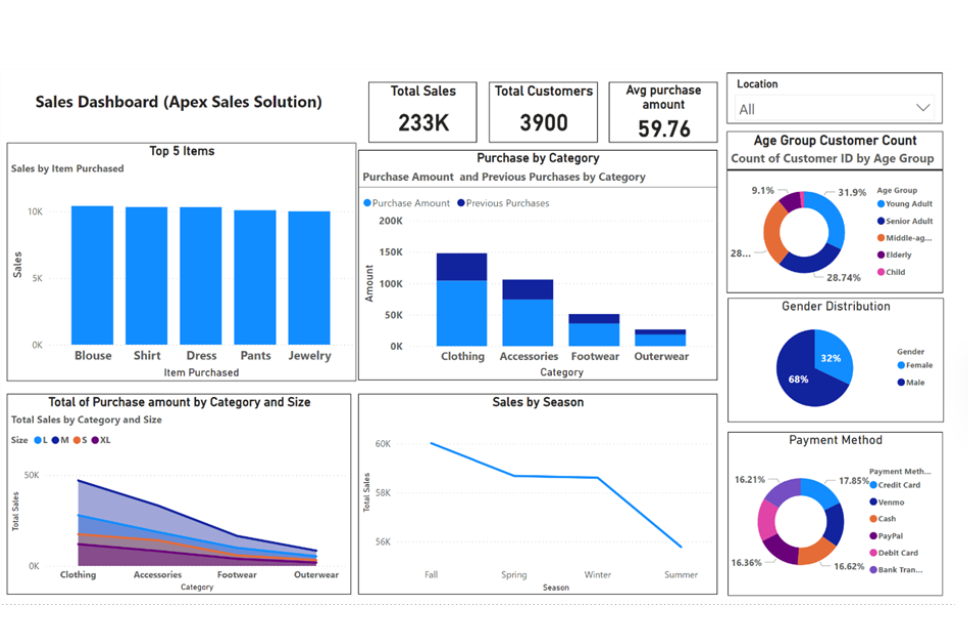 Sales Dashboard (Apex Sales Solution)
Total Sales
233K
Total Customers
3900
Avg purchase
amount
59.76
Location
All
Top 5 Items
Sales by Item Purchased
10K
5K
0K
Sales
Blouse Shirt Dress Pants Jewelry
Item Purchased
Purchase by Category
Purchase Amount and Previous Purchases by Category
Purchase Amount Previous Purchases
200K
150K
100K
50K
0K
Amount
Clothing Accessories Footwear Outerwear
Category
Age Group Customer Count
Count of Customer ID by Age Group
9.1%
31.9%
28...
28.74%
Age Group
Young Adult
Senior Adult
Middle-ag...
Elderly
Child
Gender Distribution
32%
68%
Gender
Female
Male
Total of Purchase amount by Category and Size
Total Sales by Category and Size
Size L M S XL
50K
0K
Total Sales
Clothing Accessories Footwear Outerwear
Category
Sales by Season
60K
58K
56K
Total Sales
Fall Spring Winter Summer
Season
Payment Method
16.21%
17.85%
16.36%
16.62%
Payment Meth...
Credit Card
Venmo
Cash
PayPal
Debit Card
Bank Tran...